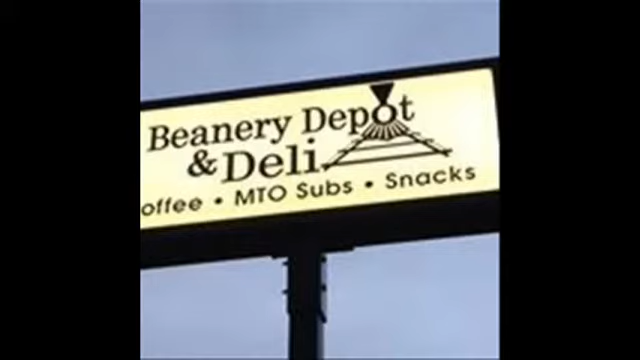 Beanery Depot
& Deli
offee • MTO Subs • Snacks